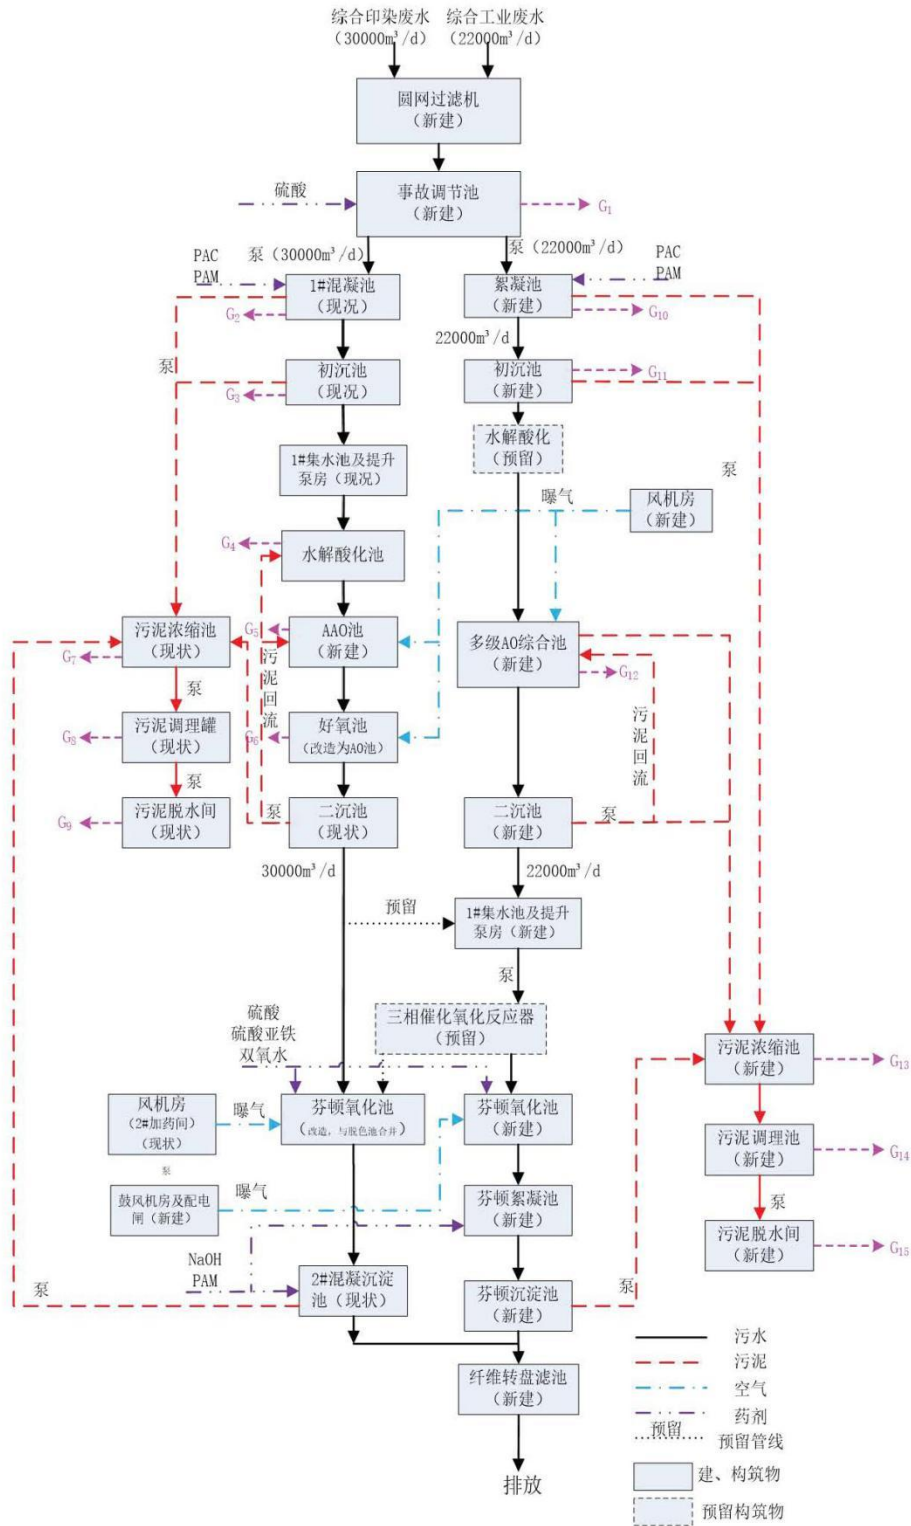 综合印染废水
（30000m³/d）
综合工业废水
（22000m³/d）
圆网过滤机
（新建）
硫酸
事故调节池
（新建）
G₁
泵（30000m³/d）
泵（22000m³/d）
PAC
PAM
1#混凝池
（现况）
G₂
絮凝池
（新建）
PAC
PAM
G₁₀
22000m³/d
泵
初沉池
（现况）
G₃
初沉池
（新建）
G₁₁
1#集水池及提升
泵房（现况）
水解酸化
（预留）
泵
曝气
风机房
（新建）
G₄
水解酸化池
污泥浓缩池
（现状）
G₇
G₅
AAO池
（新建）
多级AO综合池
（新建）
G₁₂
泵
污泥回流
污泥回流
污泥调理罐
（现状）
G₈
G₆
好氧池
（改造为AO池）
泵
污泥脱水间
（现状）
G₉
泵
二沉池
（现状）
二沉池
（新建）
泵
30000m³/d
22000m³/d
预留
1#集水池及提升
泵房（新建）
泵
硫酸
硫酸亚铁
双氧水
三相催化氧化反应器
（预留）
污泥浓缩池
（新建）
G₁₃
风机房
（2#加药间）
（现状）
曝气
芬顿氧化池
（改造，与脱色池合并）
芬顿氧化池
（新建）
污泥调理池
（新建）
G₁₄
泵
鼓风机房及配电
闸（新建）
曝气
芬顿絮凝池
（新建）
泵
污泥脱水间
（新建）
G₁₅
NaOH
PAM
泵
2#混凝沉淀
池（现状）
芬顿沉淀池
（新建）
泵
纤维转盘滤池
（新建）
排放
污水
污泥
空气
药剂
预留
预留管线
建、构筑物
预留构筑物